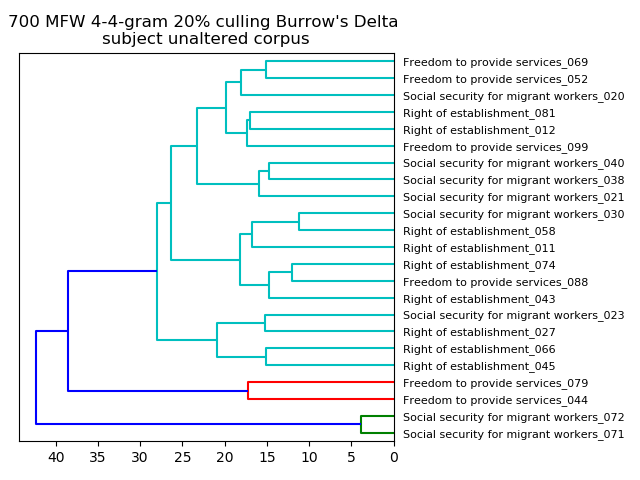 700 MFW 4-4-gram 20% culling Burrow's Delta
subject unaltered corpus
Freedom to provide services_069
Freedom to provide services_052
Social security for migrant workers_020
Right of establishment_081
Right of establishment_012
Freedom to provide services_099
Social security for migrant workers_040
Social security for migrant workers_038
Social security for migrant workers_021
Social security for migrant workers_030
Right of establishment_058
Right of establishment_011
Right of establishment_074
Freedom to provide services_088
Right of establishment_043
Social security for migrant workers_023
Right of establishment_027
Right of establishment_066
Right of establishment_045
Freedom to provide services_079
Freedom to provide services_044
Social security for migrant workers_072
Social security for migrant workers_071
40 35 30 25 20 15 10 5 0